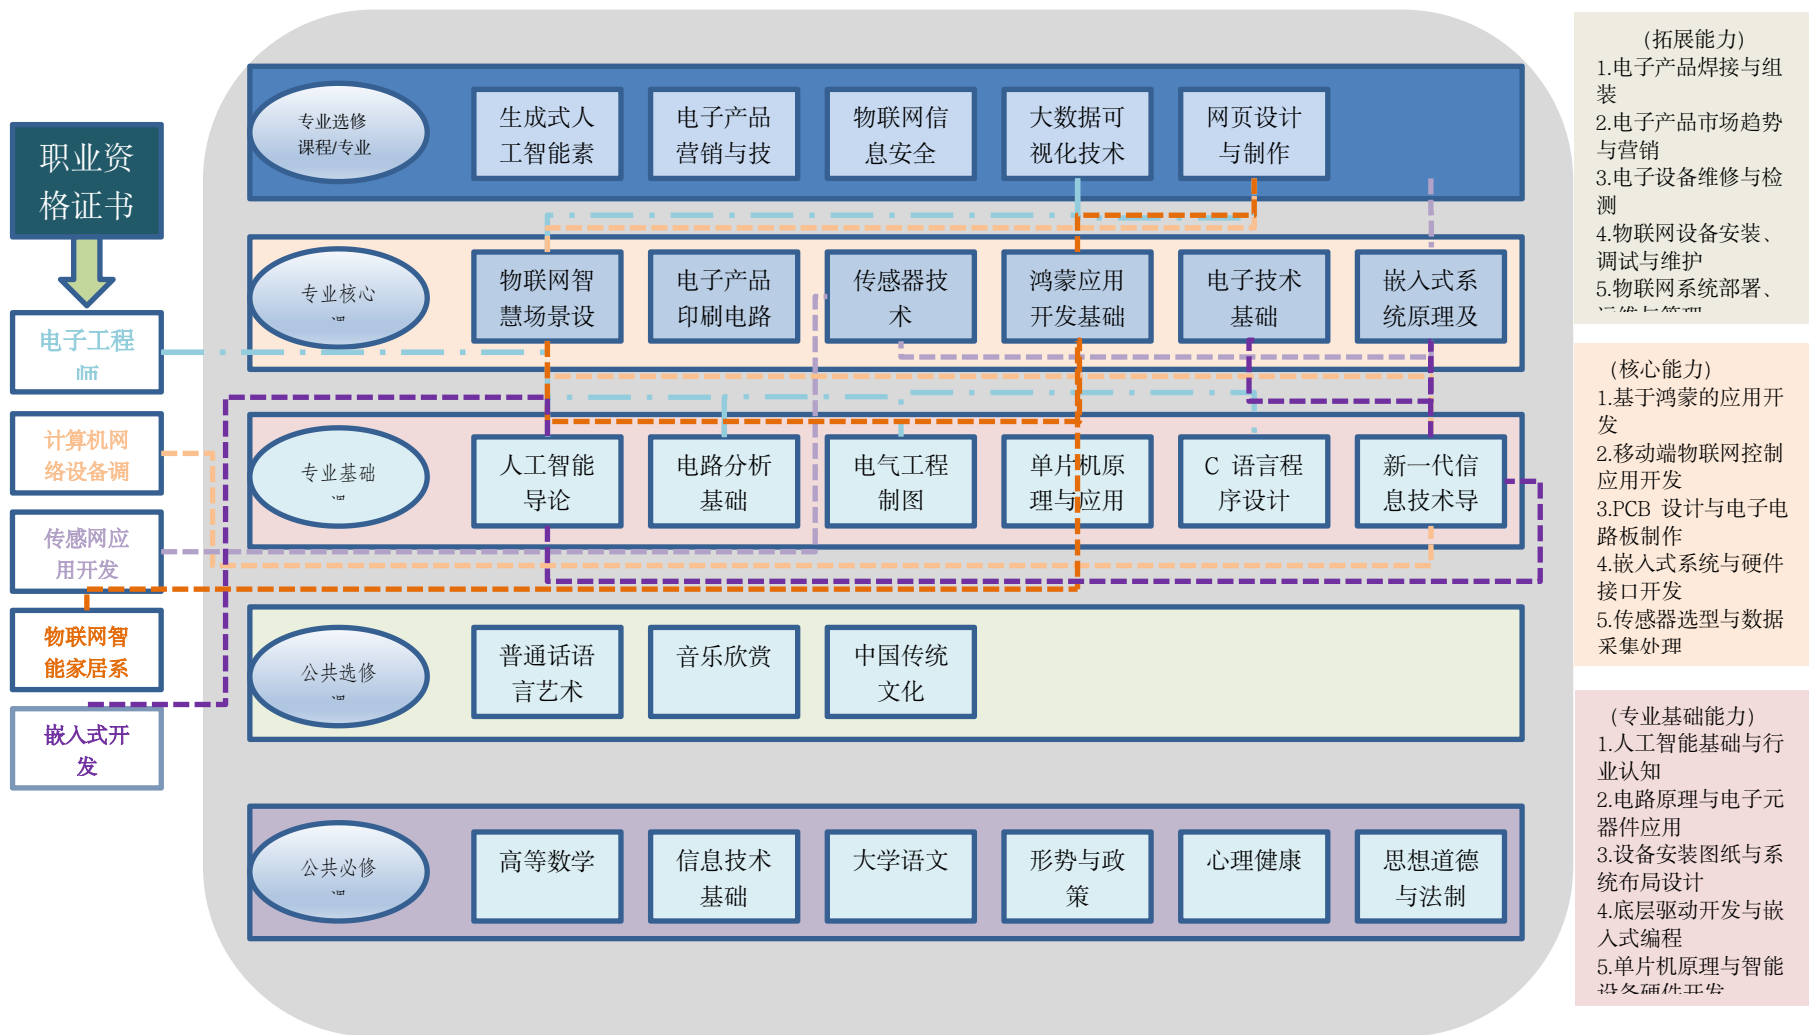 职业资
格证书
电子工程
师
计算机网
络设备调
传感网应
用开发
物联网智
能家居系
嵌入式开
发
专业选修
课程/专业
生成式人
工智能素
电子产品
营销与技
物联网信
息安全
大数据可
视化技术
网页设计
与制作
专业核心
物联网智
慧场景设
电子产品
印刷电路
传感器技
术
鸿蒙应用
开发基础
电子技术
基础
嵌入式系
统原理及
专业基础
人工智能
导论
电路分析
基础
电气工程
制图
单片机原
理与应用
C 语言程
序设计
新一代信
息技术导
公共选修
普通话语
言艺术
音乐欣赏
中国传统
文化
公共必修
高等数学
信息技术
基础
大学语文
形势与政
策
心理健康
思想道德
与法制
（拓展能力）
1.电子产品焊接与组
装
2.电子产品市场趋势
与营销
3.电子设备维修与检
测
4.物联网设备安装、
调试与维护
5.物联网系统部署、
运维与管理
（核心能力）
1.基于鸿蒙的应用开
发
2.移动端物联网控制
应用开发
3.PCB 设计与电子电
路板制作
4.嵌入式系统与硬件
接口开发
5.传感器选型与数据
采集处理
（专业基础能力）
1.人工智能基础与行
业认知
2.电路原理与电子元
器件应用
3.设备安装图纸与系
统布局设计
4.底层驱动开发与嵌
入式编程
5.单片机原理与智能
设备硬件开发